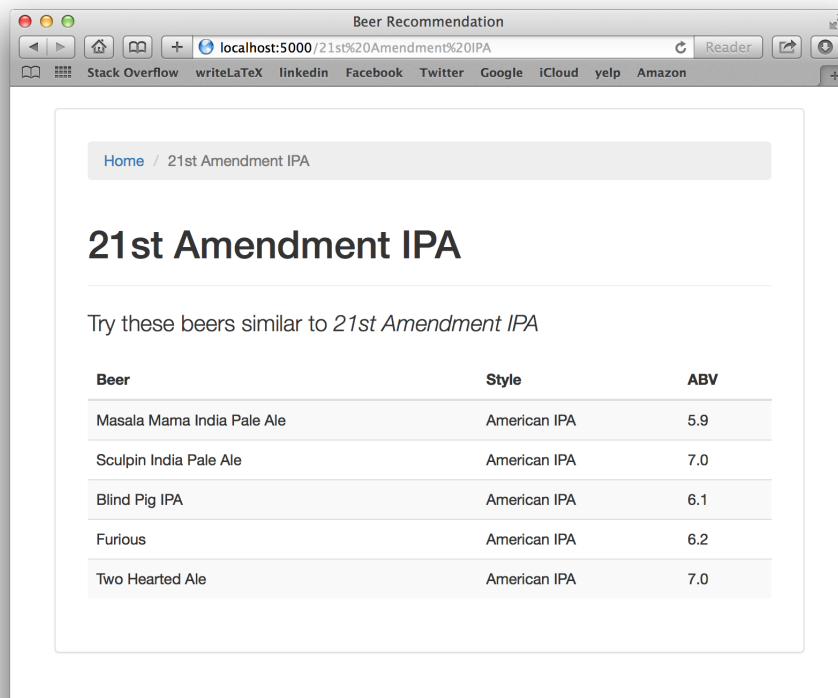 Beer Recommendation
localhost:5000/21st%20Amendment%20IPA
Reader
Stack Overflow writeLaTeX linkedin Facebook Twitter Google iCloud yelp Amazon
Home / 21st Amendment IPA
21st Amendment IPA
Try these beers similar to 21st Amendment IPA
Beer Style ABV
Masala Mama India Pale Ale American IPA 5.9
Sculpin India Pale Ale American IPA 7.0
Blind Pig IPA American IPA 6.1
Furious American IPA 6.2
Two Hearted Ale American IPA 7.0